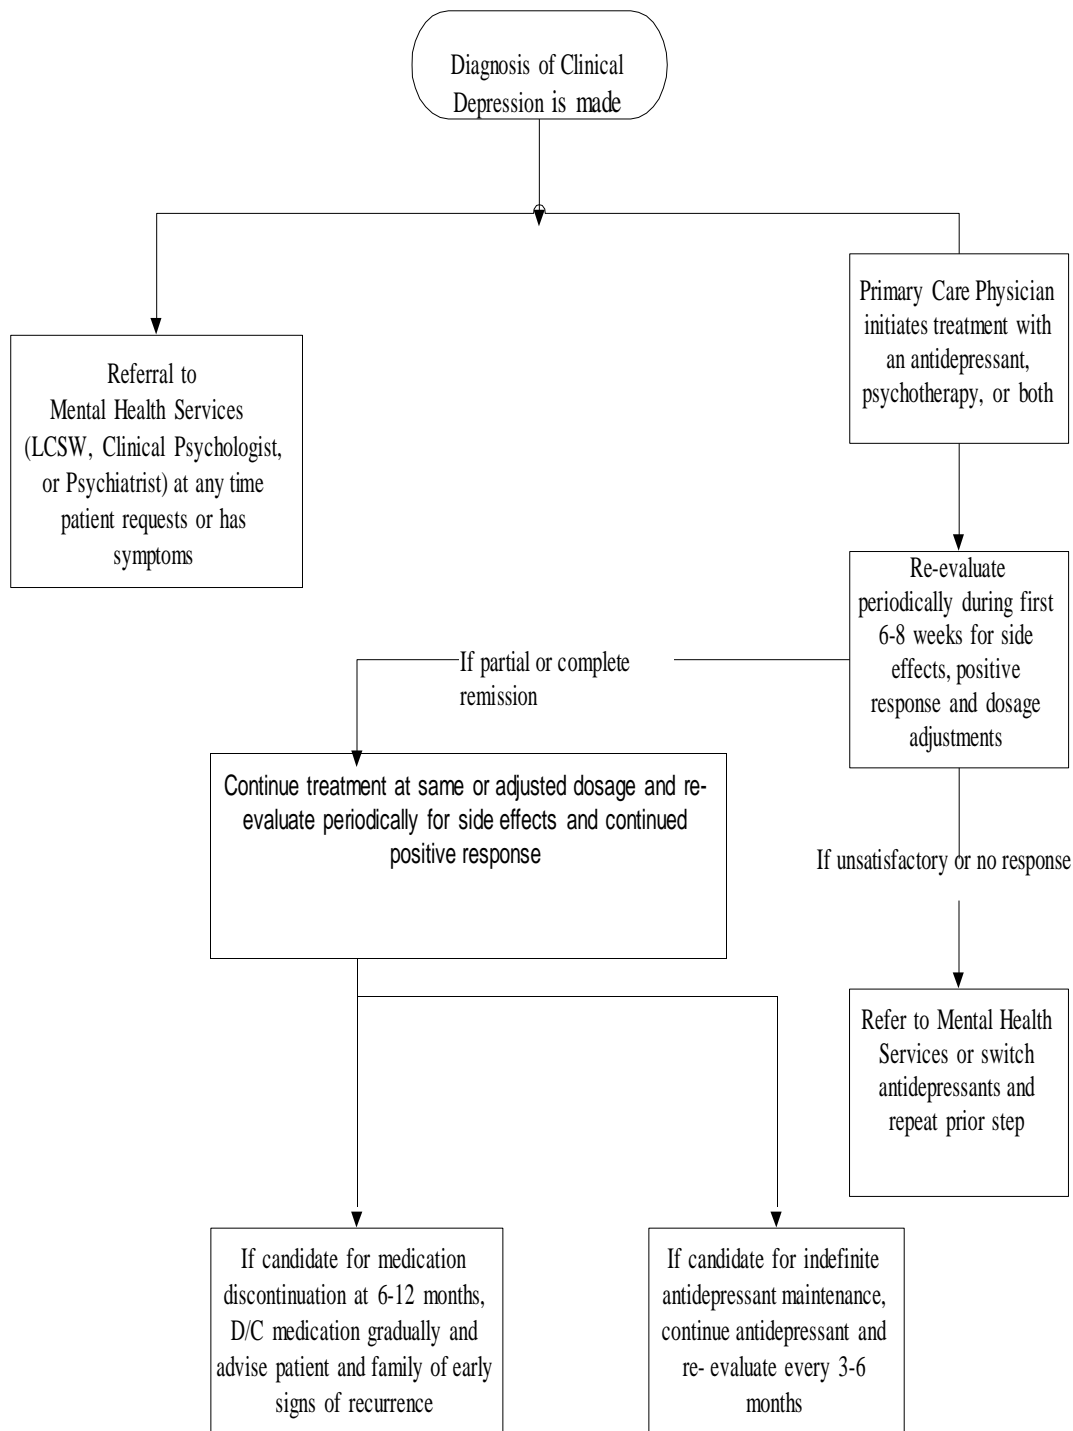 Diagnosis of Clinical
Depression is made
Primary Care Physician
initiates treatment with
an antidepressant,
psychotherapy, or both
Referral to
Mental Health Services
(LCSW, Clinical Psychologist,
or Psychiatrist) at any time
patient requests or has
symptoms
Re-evaluate
periodically during first
6-8 weeks for side
effects, positive
response and dosage
adjustments
If partial or complete
remission
Continue treatment at same or adjusted dosage and re-
evaluate periodically for side effects and continued
positive response
If unsatisfactory or no response
Refer to Mental Health
Services or switch
antidepressants and
repeat prior step
If candidate for medication
discontinuation at 6-12 months,
D/C medication gradually and
advise patient and family of early
signs of recurrence
If candidate for indefinite
antidepressant maintenance,
continue antidepressant and
re- evaluate every 3-6
months